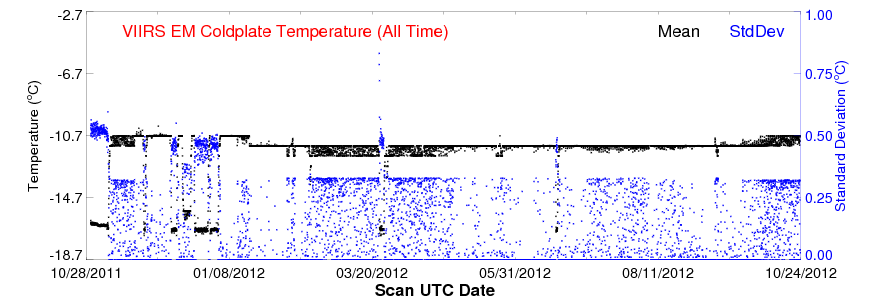 VIIRS EM Coldplate Temperature (All Time) Mean StdDev
Temperature (°C)
-2.7
-6.7
-10.7
-14.7
-18.7
1.00
0.75
0.50
0.25
0.00
Standard Deviation (°C)
10/28/2011 01/08/2012 03/20/2012 05/31/2012 08/11/2012 10/24/2012
Scan UTC Date